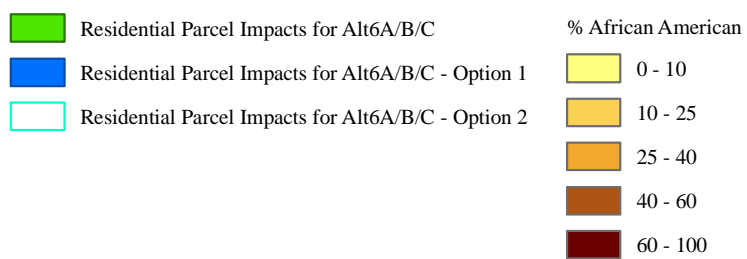 Residential Parcel Impacts for Alt6A/B/C
Residential Parcel Impacts for Alt6A/B/C - Option 1
Residential Parcel Impacts for Alt6A/B/C - Option 2
% African American
0 - 10
10 - 25
25 - 40
40 - 60
60 - 100